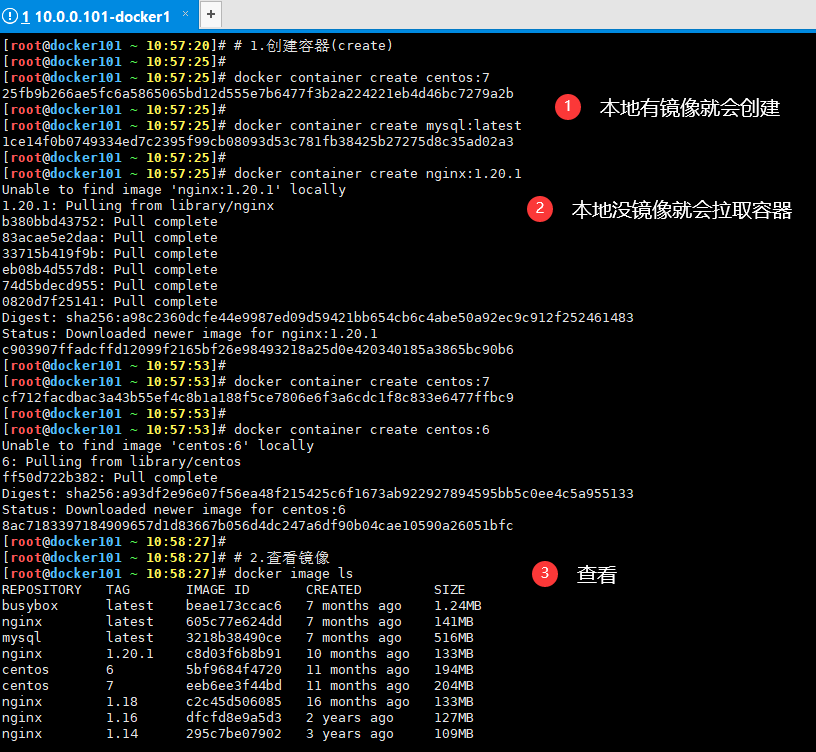 1 10.0.0.101-docker1 × +
[root@docker101 ~ 10:57:20]# # 1.创建容器(create)
[root@docker101 ~ 10:57:25]#
[root@docker101 ~ 10:57:25]# docker container create centos:7
25fb9b266ae5fc6a5865065bd12d555e7b6477f3b2a224221eb4d46bc7279a2b
1 本地有镜像就会创建
[root@docker101 ~ 10:57:25]#
[root@docker101 ~ 10:57:25]# docker container create mysql:latest
1ce14f0b0749334ed7c2395f99cb08093d53c781fb38425b27275d8c35ad02a3
[root@docker101 ~ 10:57:25]#
[root@docker101 ~ 10:57:25]# docker container create nginx:1.20.1
Unable to find image 'nginx:1.20.1' locally
1.20.1: Pulling from library/nginx
2 本地没镜像就会拉取容器
b380bbd43752: Pull complete
83acae5e2daa: Pull complete
33715b419f9b: Pull complete
eb08b4d557d8: Pull complete
74d5bdecd955: Pull complete
0820d7f25141: Pull complete
Digest: sha256:a98c2360dcfe44e9987ed09d59421bb654cb6c4abe50a92ec9c912f252461483
Status: Downloaded newer image for nginx:1.20.1
c903907ffadcffd12099f2165bf26e98493218a25d0e420340185a3865bc90b6
[root@docker101 ~ 10:57:53]#
[root@docker101 ~ 10:57:53]# docker container create centos:7
cf712facdbac3a43b55ef4c8b1a188f5ce7806e6f3a6cdc1f8c833e6477ffbc9
[root@docker101 ~ 10:57:53]#
[root@docker101 ~ 10:57:53]# docker container create centos:6
Unable to find image 'centos:6' locally
6: Pulling from library/centos
ff50d722b382: Pull complete
Digest: sha256:a93df2e96e07f56ea48f215425c6f1673ab922927894595bb5c0ee4c5a955133
Status: Downloaded newer image for centos:6
8ac7183397184909657d1d83667b056d4dc247a6df90b04cae10590a26051bfc
[root@docker101 ~ 10:58:27]#
[root@docker101 ~ 10:58:27]# # 2.查看镜像
[root@docker101 ~ 10:58:27]# docker image ls
3 查看
REPOSITORY TAG IMAGE ID CREATED SIZE
busybox latest beae173ccac6 7 months ago 1.24MB
nginx latest 605c77e624dd 7 months ago 141MB
mysql latest 3218b38490ce 7 months ago 516MB
nginx 1.20.1 c8d03f6b8b91 10 months ago 133MB
centos 6 5bf9684f4720 11 months ago 194MB
centos 7 eeb6ee3f44bd 11 months ago 204MB
nginx 1.18 c2c45d506085 16 months ago 133MB
nginx 1.16 dfcfd8e9a5d3 2 years ago 127MB
nginx 1.14 295c7be07902 3 years ago 109MB